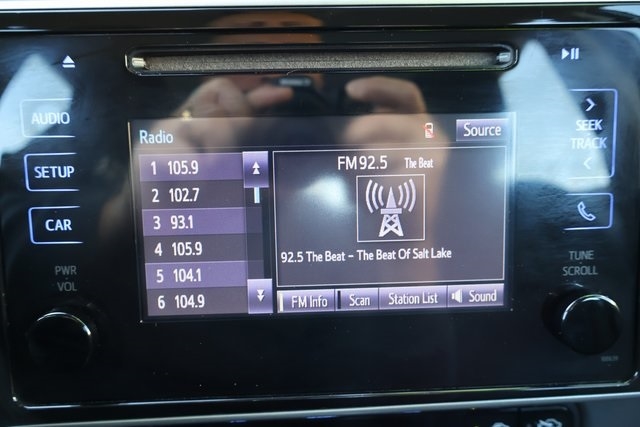 AUDIO
SETUP
CAR
PWR
VOL
Radio
Source
1 105.9
2 102.7
3 93.1
4 105.9
5 104.1
6 104.9
FM 92.5 The Beat
92.5 The Beat – The Beat Of Salt Lake
FM Info Scan Station List Sound
SEEK
TRACK
TUNE
SCROLL